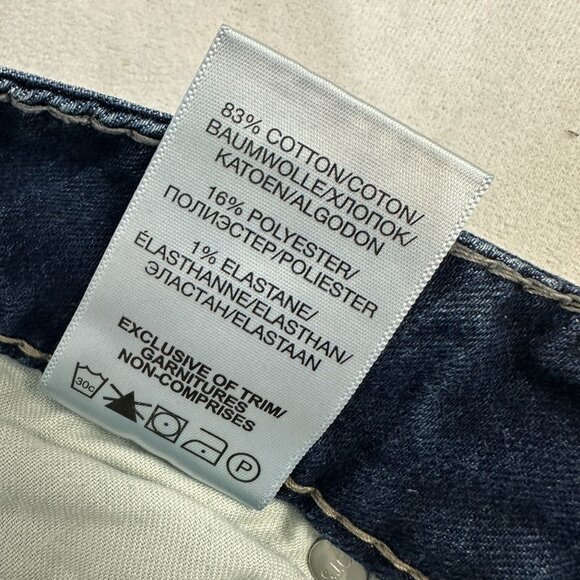 83% COTTON/COTON/
BAUMWOLLE/ХЛОПОК/
KATOEN/ALGODON
16% POLYESTER/
ПОЛИЭСТЕР/POLIESTER
1% ELASTANE/
ÉLASTHANNE/ELASTHAN/
ЭЛАСТАН/ELASTAAN
EXCLUSIVE OF TRIM/
GARNITURES
NON-COMPRISES
30C
P